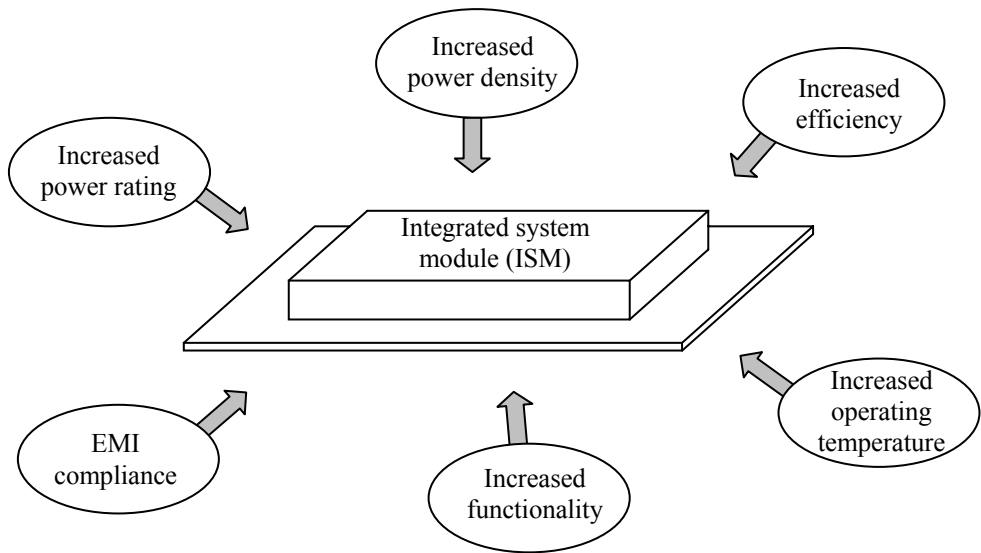 Increased
power density
Increased
efficiency
Increased
power rating
Integrated system
module (ISM)
Increased
operating
temperature
EMI
compliance
Increased
functionality